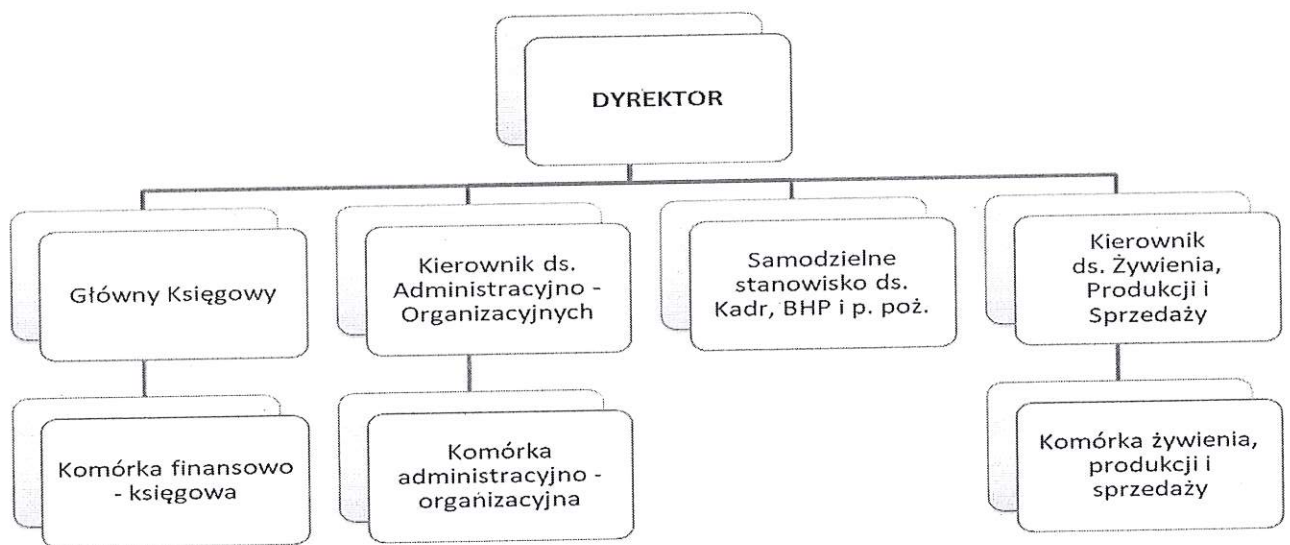 DYREKTOR
Główny Księgowy
Kierownik ds.
Administracyjno -
Organizacyjnych
Samodzielne
stanowisko ds.
Kadr, BHP i p. poż.
Kierownik
ds. Żywienia,
Produkcji i
Sprzedaży
Komórka finansowo
- księgowa
Komórka
administracyjno -
organizacyjna
Komórka żywienia,
produkcji i
sprzedaży